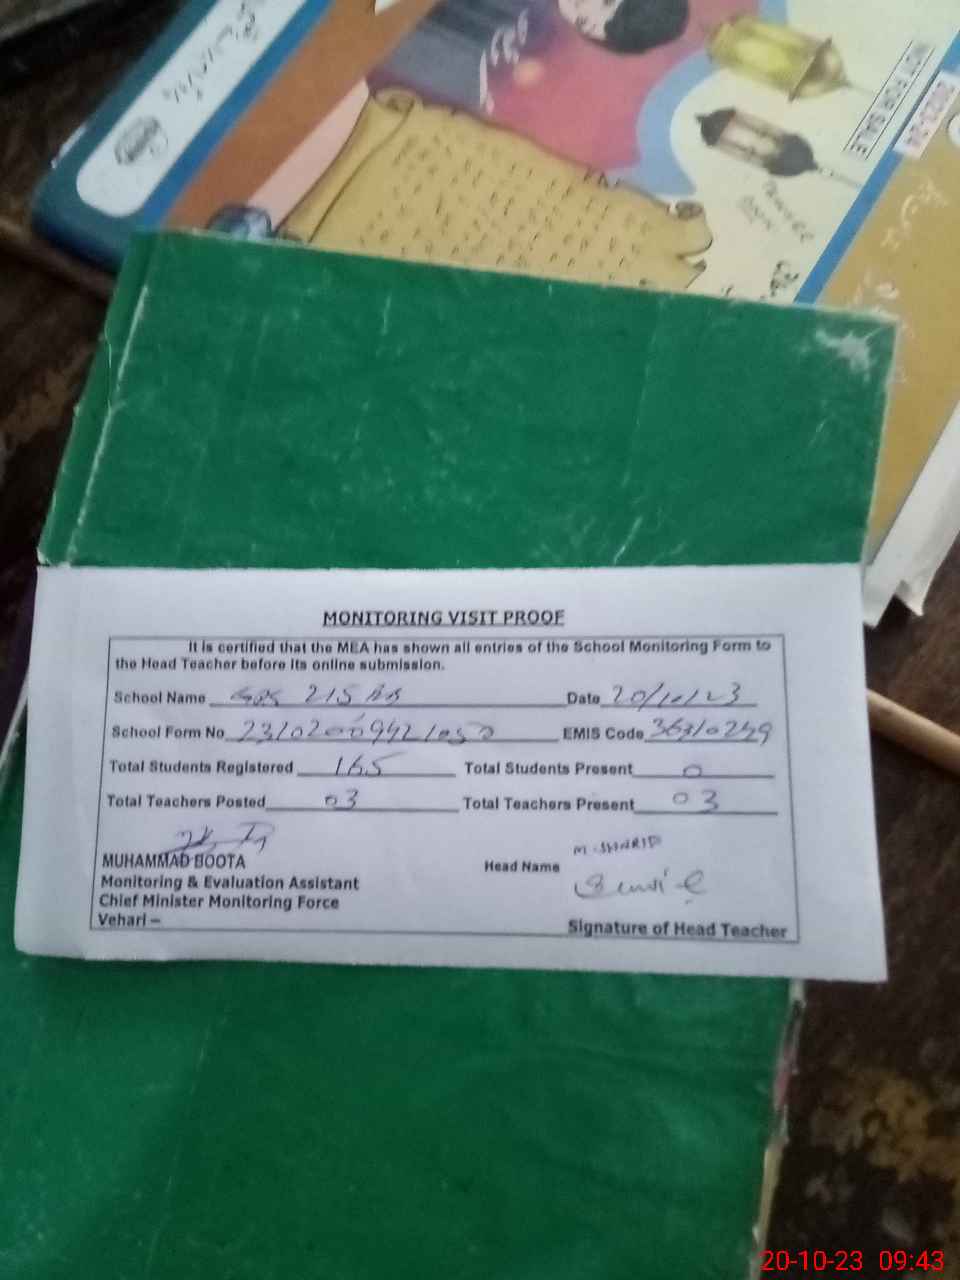 NOT FOR SALE
2023-24
MONITORING VISIT PROOF
It is certified that the MEA has shown all entries of the School Monitoring Form to
the Head Teacher before its online submission.
School Name GPS 215 EB Date 20/10/23
School Form No EMIS Code 36310249
Total Students Registered 165 Total Students Present 0
Total Teachers Posted 03 Total Teachers Present 03
MUHAMMAD BOOTA
Head Name
Monitoring & Evaluation Assistant
Chief Minister Monitoring Force
Vehari –
Signature of Head Teacher
20-10-23 09:43